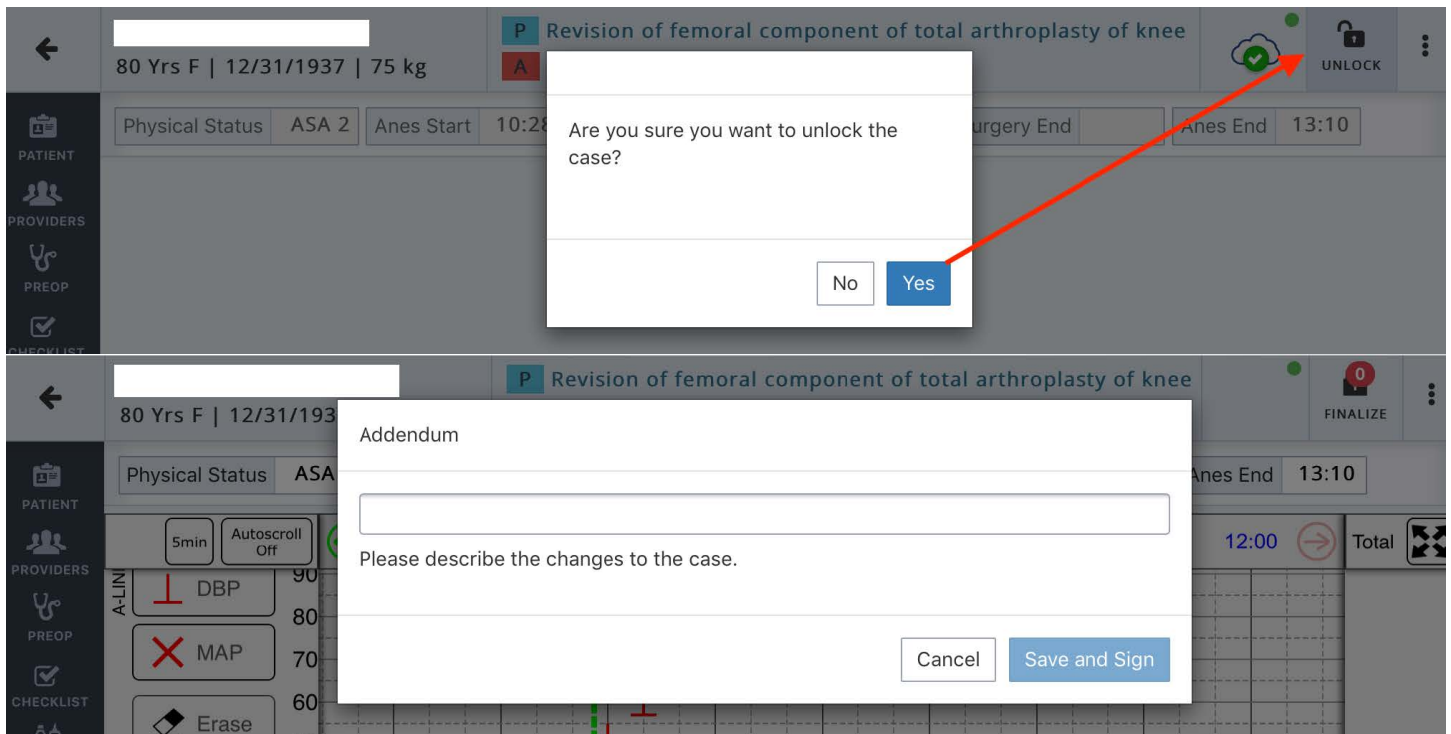 P Revision of femoral component of total arthroplasty of knee
80 Yrs F | 12/31/1937 | 75 kg
A
UNLOCK
Physical Status ASA 2 Anes Start 10:28
urgery End
Anes End 13:10
Are you sure you want to unlock the
case?
No Yes
PATIENT
PROVIDERS
PREOP
CHECKLIST
P Revision of femoral component of total arthroplasty of knee
80 Yrs F | 12/31/193
0
FINALIZE
Physical Status ASA
Anes End 13:10
Addendum
Please describe the changes to the case.
Cancel Save and Sign
PATIENT
PROVIDERS
PREOP
CHECKLIST
5min
Autoscroll
Off
12:00 Total
A-LIN
DBP
MAP
Erase
90
80
70
60